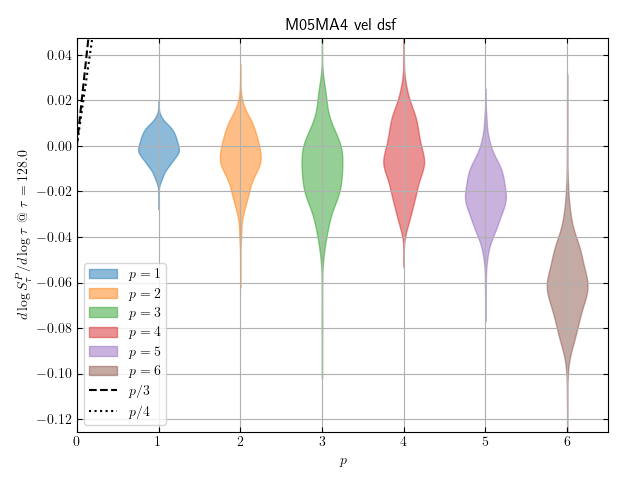 M05MA4 vel dsf
d log S_τ^P / d log τ @ τ = 128.0
0.04
0.02
0.00
−0.02
−0.04
−0.06
−0.08
−0.10
−0.12
p = 1
p = 2
p = 3
p = 4
p = 5
p = 6
p/3
p/4
0 1 2 3 4 5 6
p